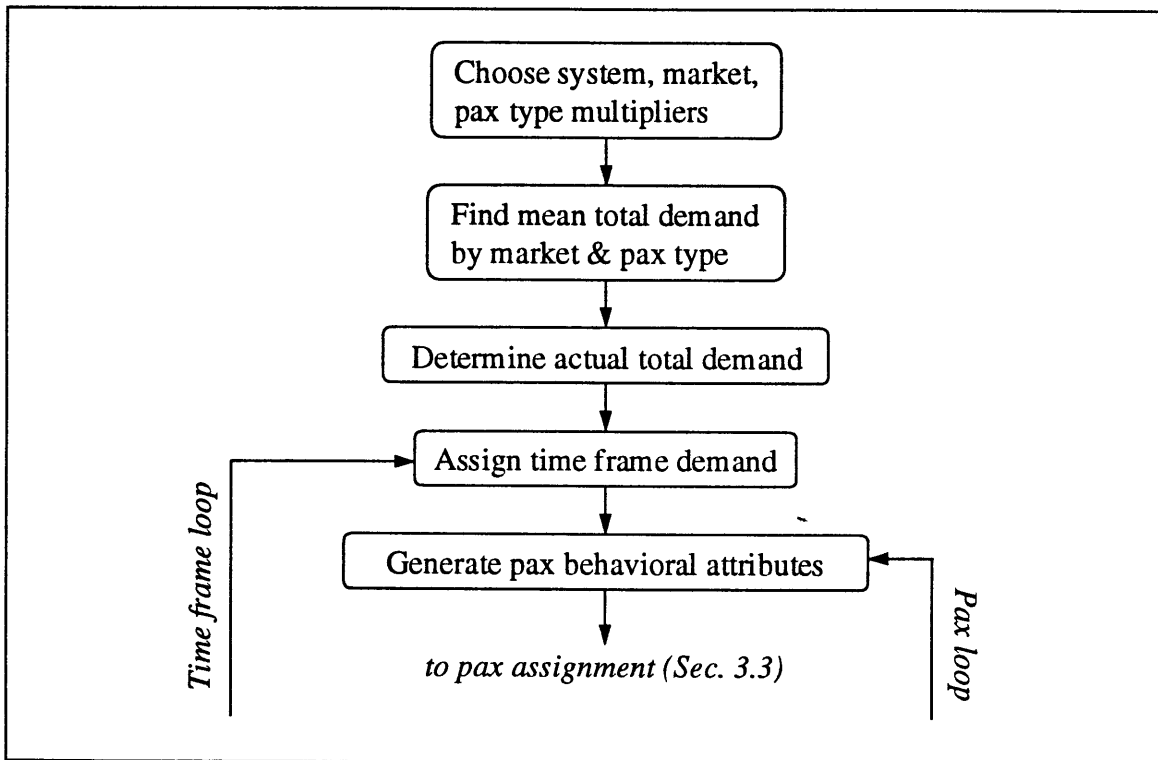 Choose system, market,
pax type multipliers
Find mean total demand
by market & pax type
Determine actual total demand
Assign time frame demand
Generate pax behavioral attributes
to pax assignment (Sec. 3.3)
Time frame loop
Pax loop